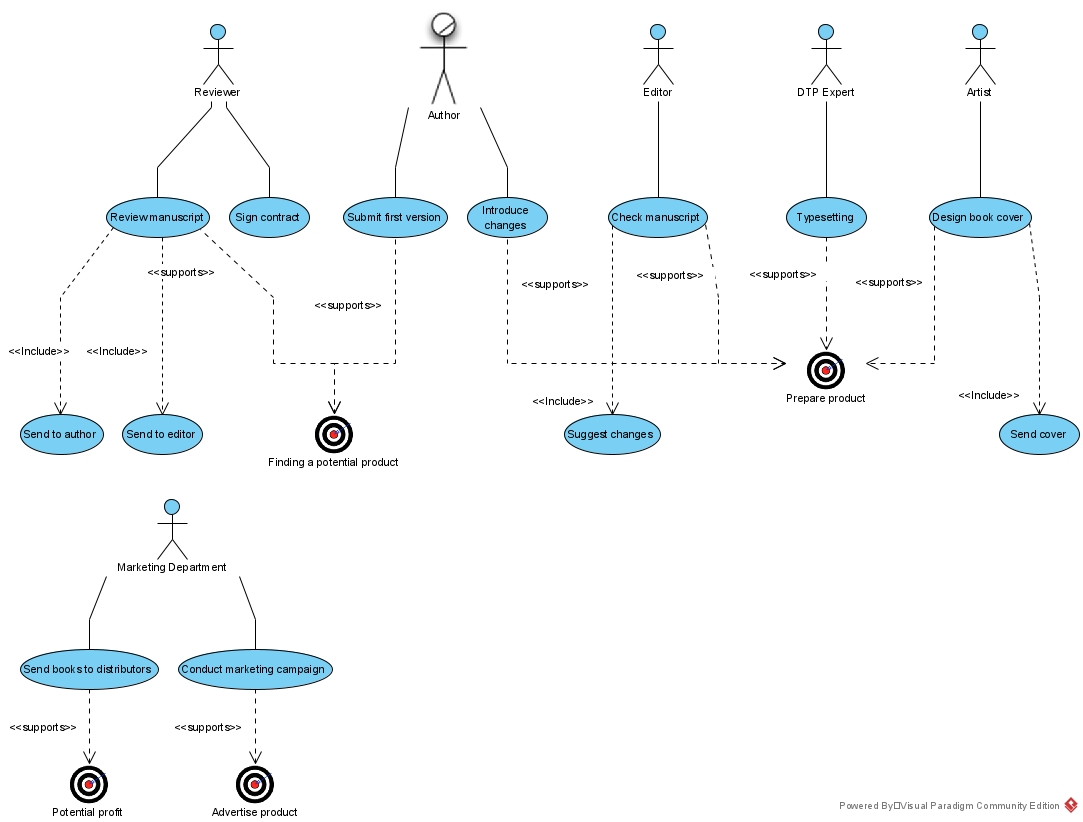 Reviewer
Author
Editor
DTP Expert
Artist
Review manuscript
Sign contract
Submit first version
Introduce
changes
Check manuscript
Typesetting
Design book cover
<<supports>>
<<supports>>
<<supports>>
<<supports>>
<<supports>>
<<supports>>
<<Include>>
<<Include>>
<<Include>>
<<Include>>
Prepare product
Send to author
Send to editor
Finding a potential product
Suggest changes
Send cover
Marketing Department
Send books to distributors
Conduct marketing campaign
<<supports>>
<<supports>>
Potential profit
Advertise product
Powered By□Visual Paradigm Community Edition